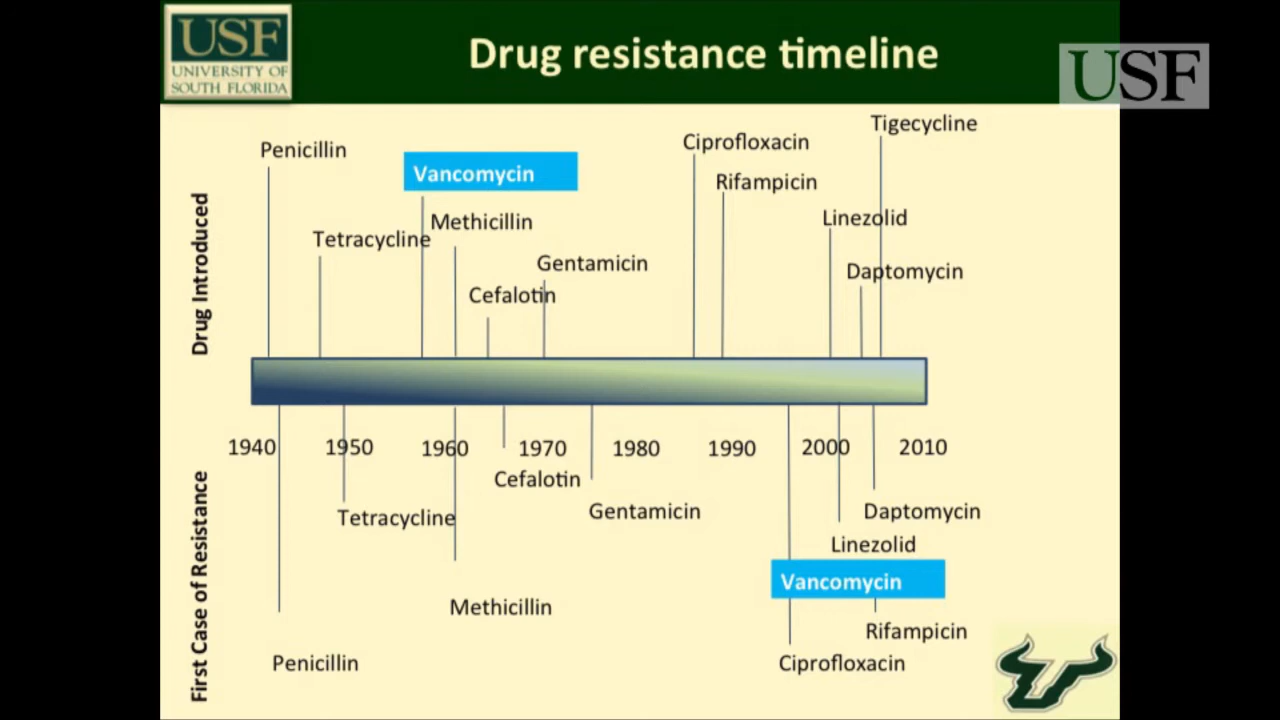 USF
UNIVERSITY OF
SOUTH FLORIDA
Drug resistance timeline
USF
Drug Introduced
Penicillin
Tetracycline
Vancomycin
Methicillin
Cefalotin
Gentamicin
Ciprofloxacin
Rifampicin
Linezolid
Daptomycin
Tigecycline
1940 1950 1960 1970 1980 1990 2000 2010
First Case of Resistance
Penicillin
Tetracycline
Methicillin
Cefalotin
Gentamicin
Daptomycin
Linezolid
Vancomycin
Rifampicin
Ciprofloxacin